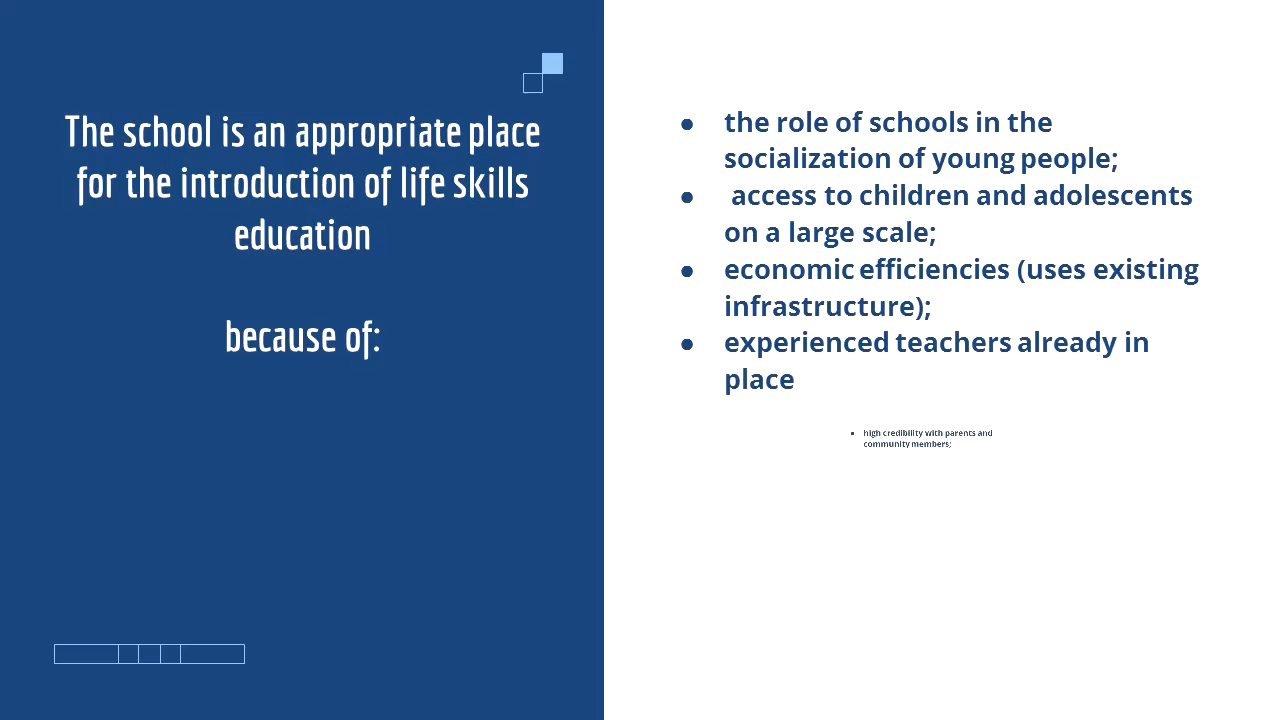 The school is an appropriate place
for the introduction of life skills
education
because of:
● the role of schools in the
socialization of young people;
● access to children and adolescents
on a large scale;
● economic efficiencies (uses existing
infrastructure);
● experienced teachers already in
place
• high credibility with parents and
community members;